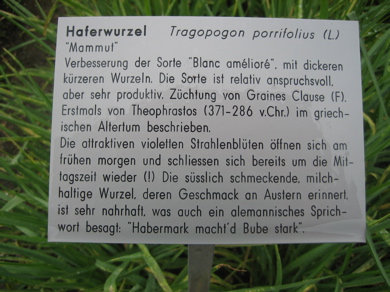 Haferwurzel Tragopogon porrifolius (L)
"Mammut"
Verbesserung der Sorte "Blanc amélioré", mit dickeren
kürzeren Wurzeln. Die Sorte ist relativ anspruchsvoll,
aber sehr produktiv. Züchtung von Graines Clause (F).
Erstmals von Theophrastos (371-286 v.Chr.) im griech-
ischen Altertum beschrieben.
Die attraktiven violetten Strahlenblüten öffnen sich am
frühen morgen und schliessen sich bereits um die Mit-
tagszeit wieder (!) Die süsslich schmeckende, milch-
haltige Wurzel, deren Geschmack an Austern erinnert,
ist sehr nahrhaft, was auch ein alemannisches Sprich-
wort besagt: "Habermark macht'd Bube stark".